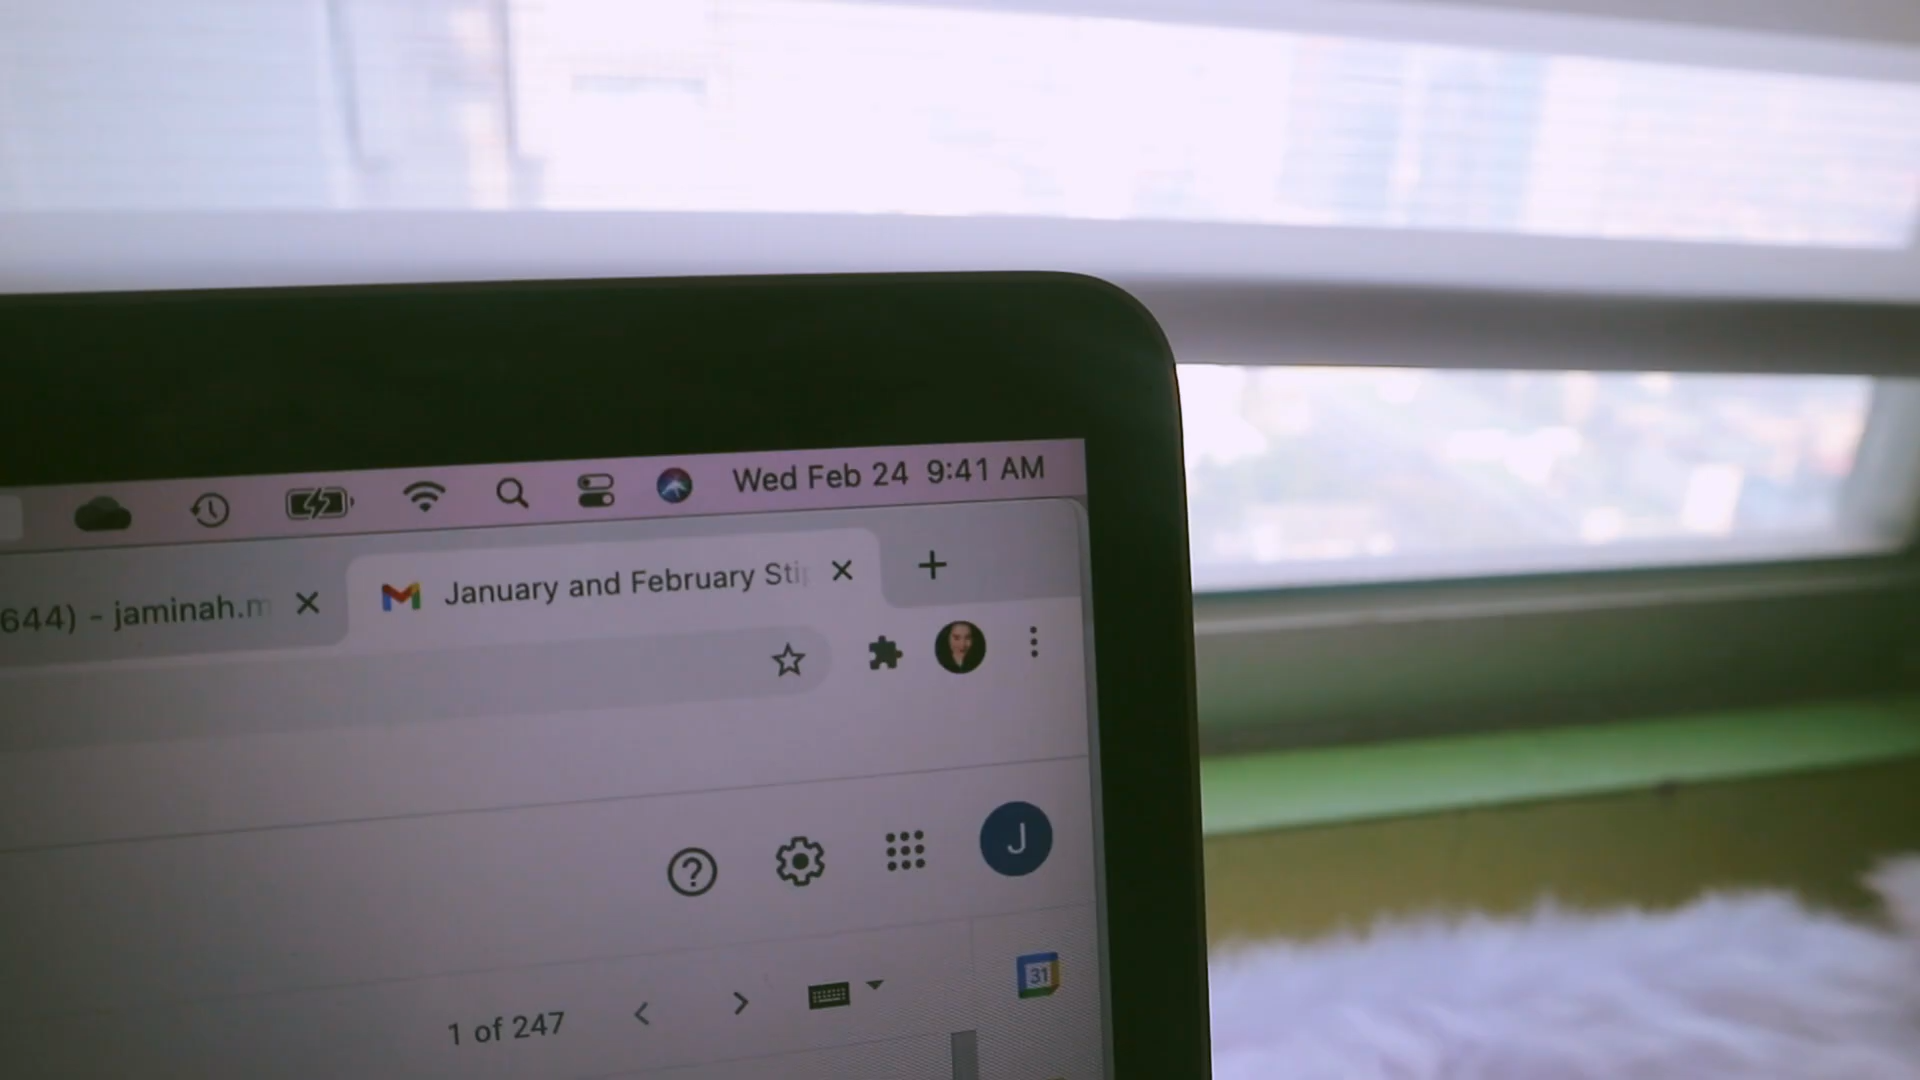 Wed Feb 24 9:41 AM
644) - jaminah.m
January and February Sti
J
31
1 of 247